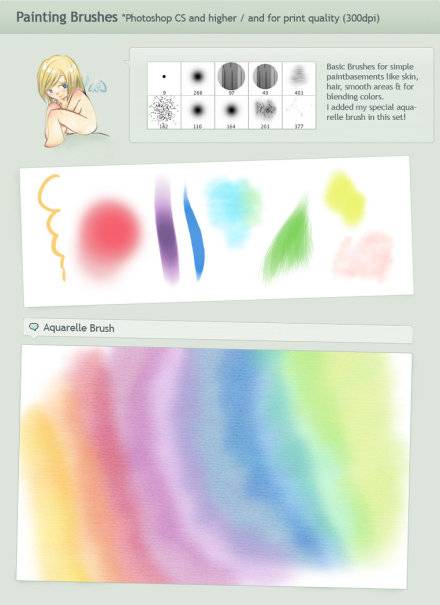 Painting Brushes *Photoshop CS and higher / and for print quality (300dpi)
Basic Brushes for simple
paintbasements like skin,
hair, smooth areas & for
blending colors.
I added my special aqua-
relle brush in this set!
9 268 97 49 401
142 110 164 201 377
Aquarelle Brush